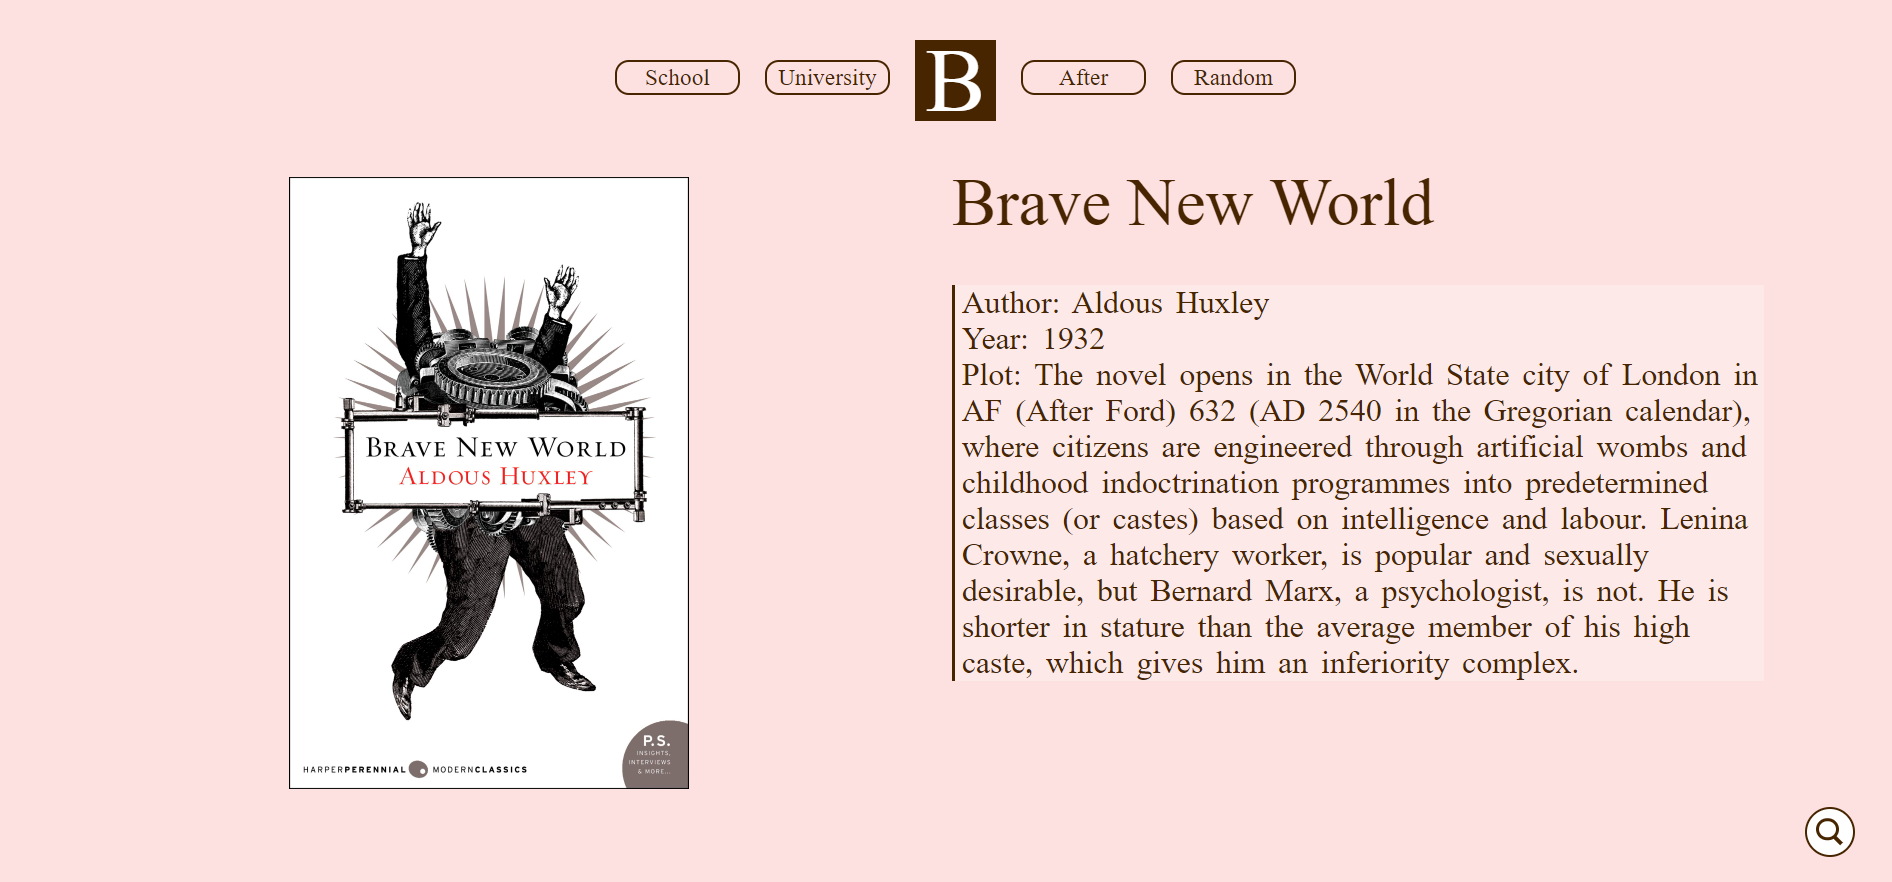 School
University
B
After
Random
BRAVE NEW WORLD
ALDOUS HUXLEY
P.S.
INSIGHTS,
INTERVIEWS
& MORE...
HARPERPERENNIAL MODERNCLASSICS
Brave New World
Author: Aldous Huxley
Year: 1932
Plot: The novel opens in the World State city of London in
AF (After Ford) 632 (AD 2540 in the Gregorian calendar),
where citizens are engineered through artificial wombs and
childhood indoctrination programmes into predetermined
classes (or castes) based on intelligence and labour. Lenina
Crowne, a hatchery worker, is popular and sexually
desirable, but Bernard Marx, a psychologist, is not. He is
shorter in stature than the average member of his high
caste, which gives him an inferiority complex.